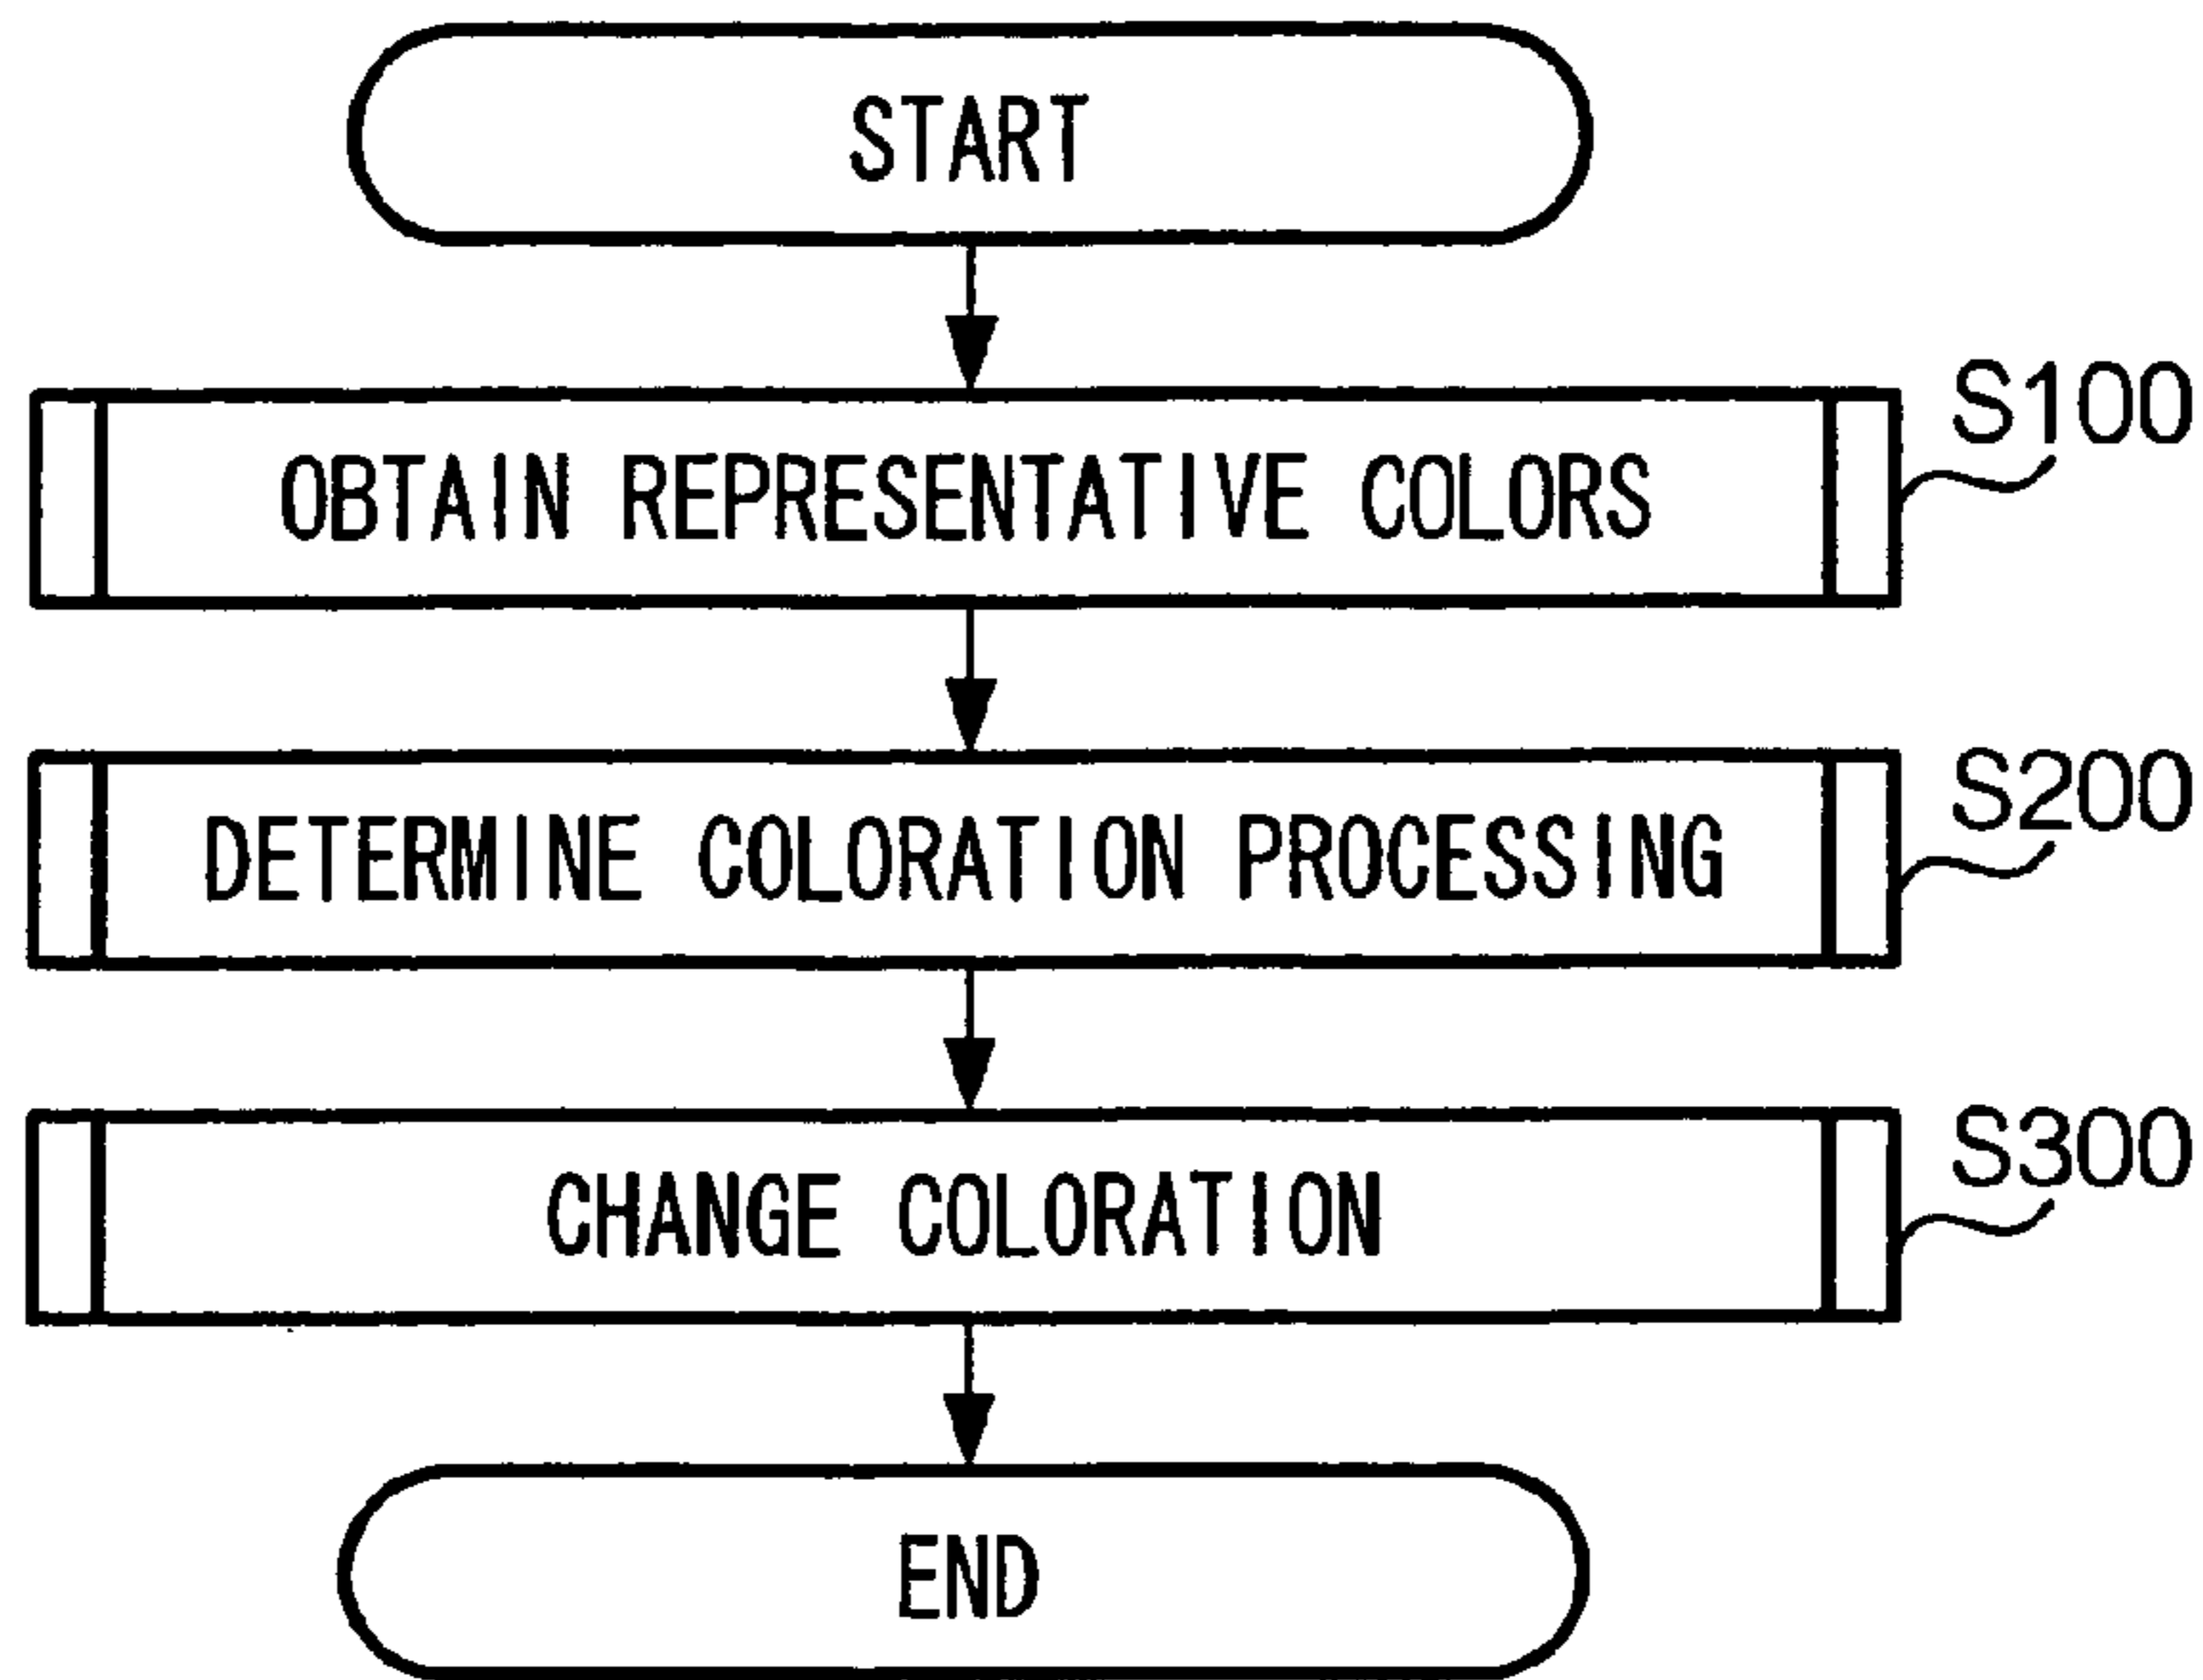 START
S100
OBTAIN REPRESENTATIVE COLORS
S200
DETERMINE COLORATION PROCESSING
S300
CHANGE COLORATION
END